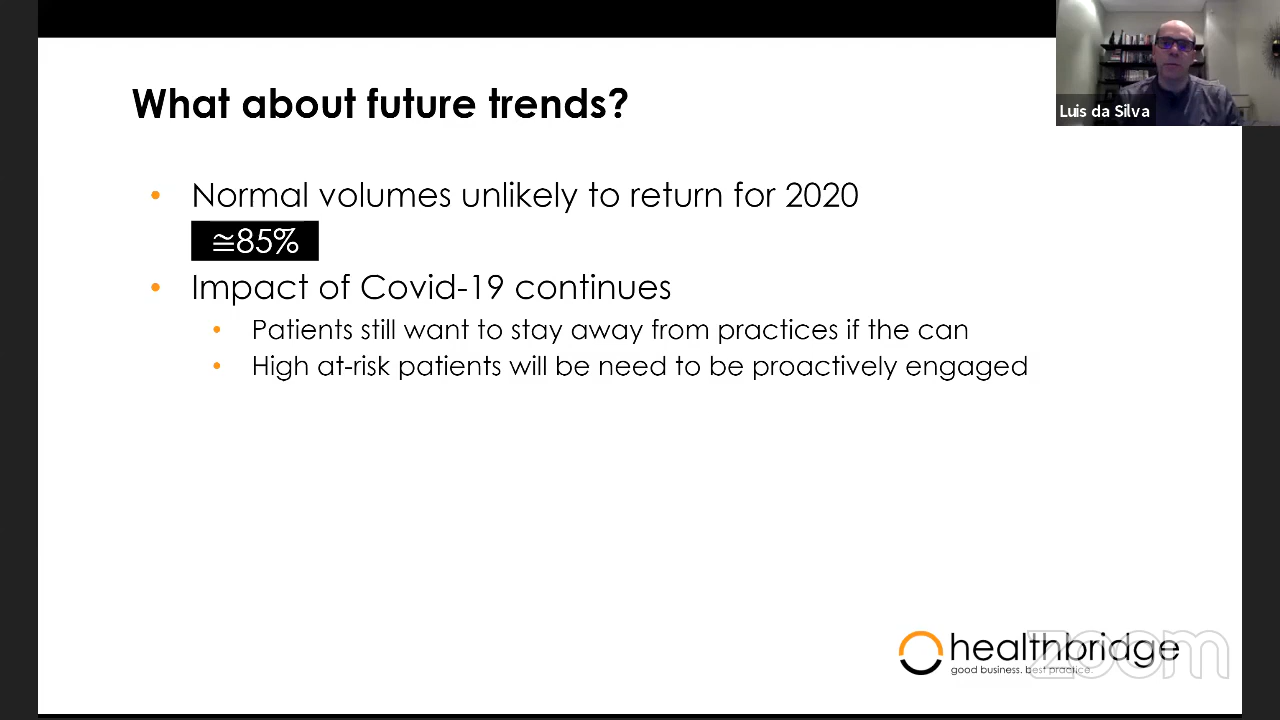 What about future trends?
Luis da Silva
• Normal volumes unlikely to return for 2020
≅85%
• Impact of Covid-19 continues
• Patients still want to stay away from practices if the can
• High at-risk patients will be need to be proactively engaged
healthbridge
good business. best practice.
zoom